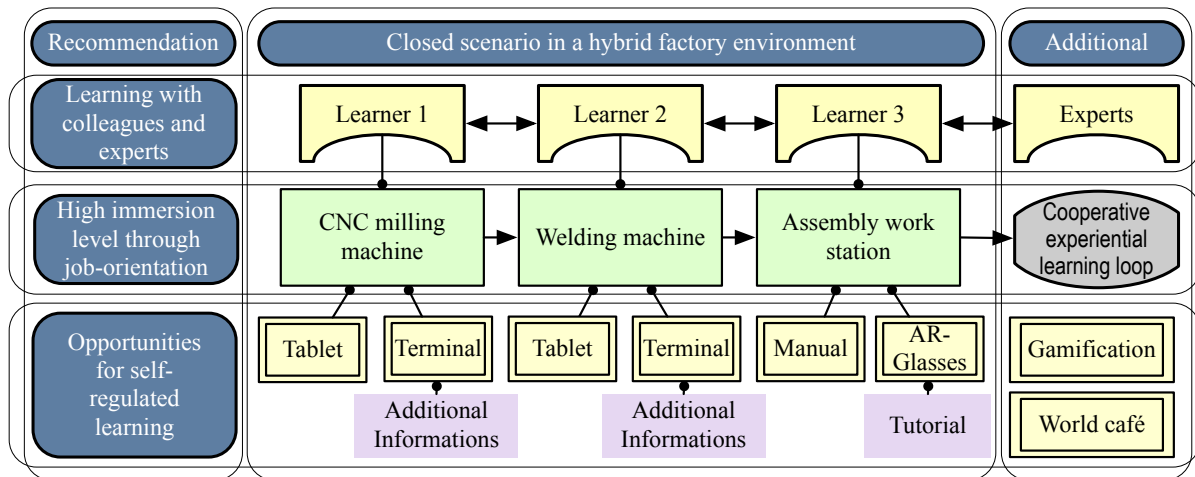 Recommendation
Closed scenario in a hybrid factory environment
Additional
Learning with
colleagues and
experts
Learner 1
Learner 2
Learner 3
Experts
High immersion
level through
job-orientation
CNC milling
machine
Welding machine
Assembly work
station
Cooperative
experiential
learning loop
Opportunities
for self-
regulated
learning
Tablet
Terminal
Tablet
Terminal
Manual
AR-
Glasses
Gamification
Additional
Informations
Additional
Informations
Tutorial
World café